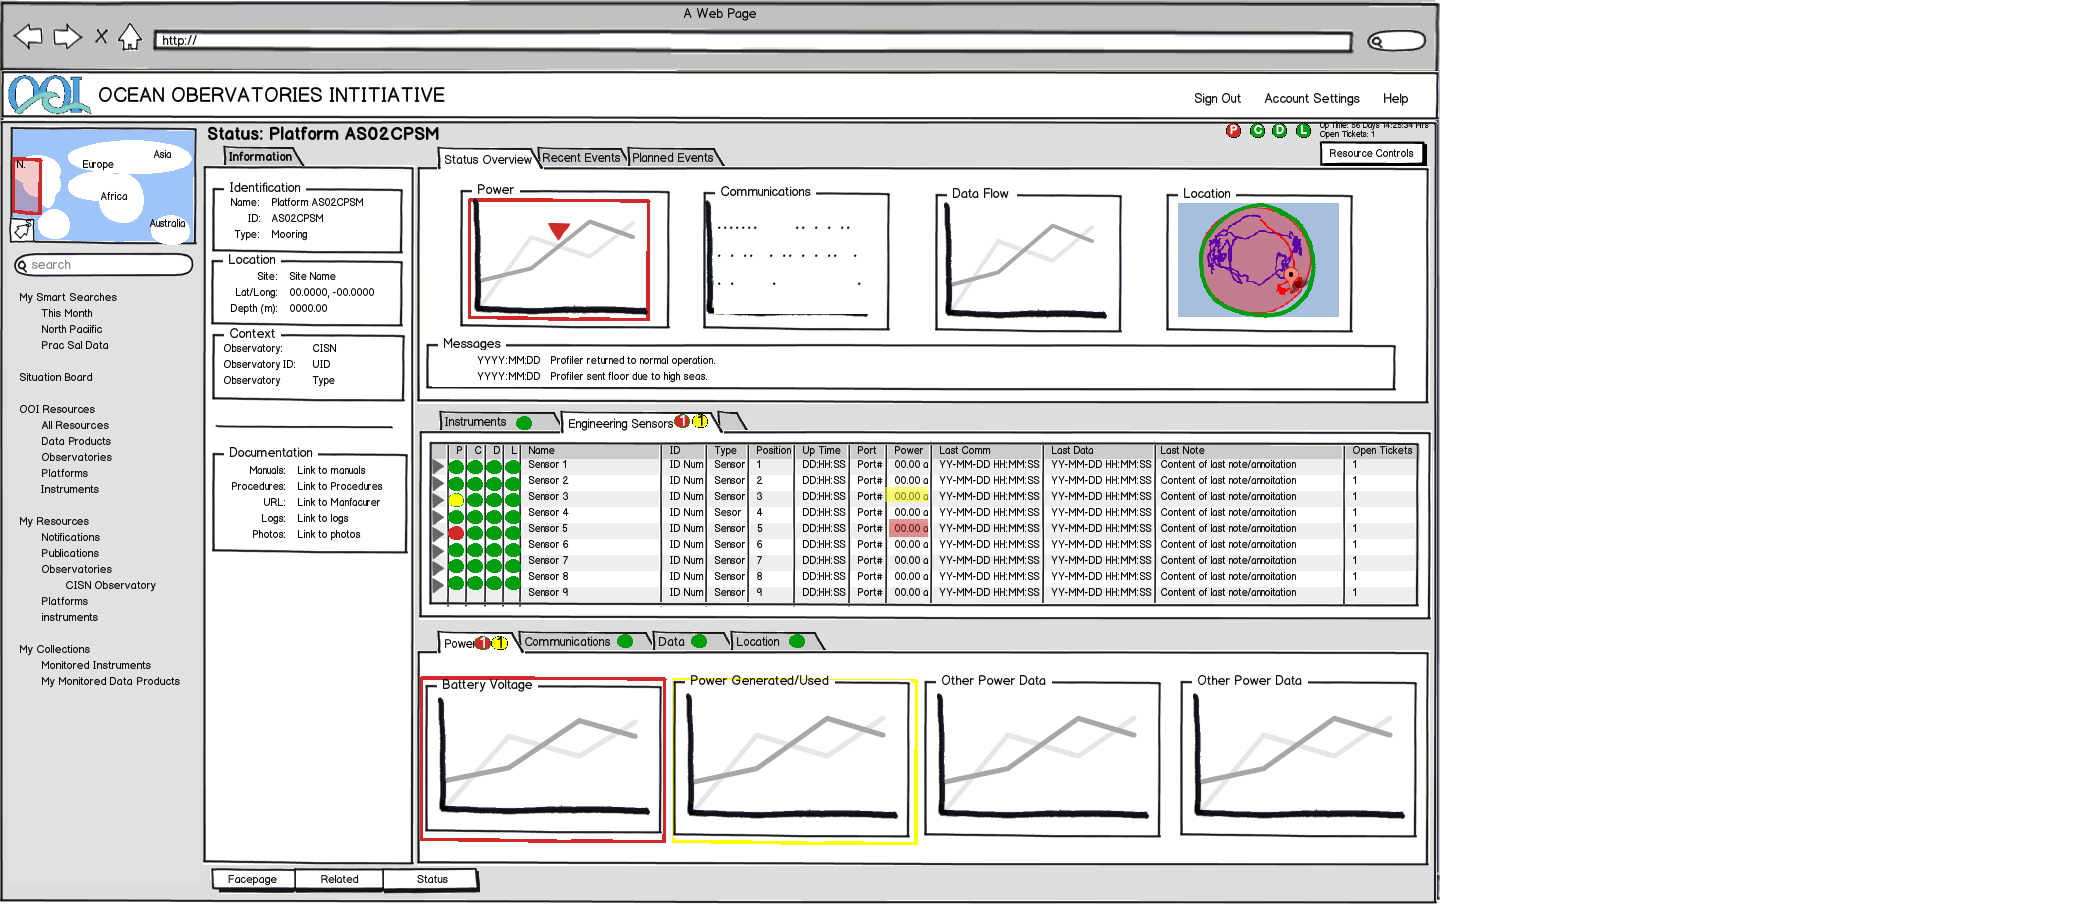 A Web Page
http://
OOI OCEAN OBERVATORIES INTITIATIVE
Sign Out Account Settings Help
N.
S
Europe
Asia
Africa
Australia
search
My Smart Searches
This Month
North Paciific
Prac Sal Data
Situation Board
OOI Resources
All Resources
Data Products
Observatories
Platforms
Instruments
My Resources
Notifications
Publications
Observatories
CISN Observatory
Platforms
instruments
My Collections
Monitored Instruments
My Monitored Data Products
Status: Platform AS02CPSM
P C D L
Up Time: 56 Days 14:25:34 Hrs
Open Tickets: 1
Resource Controls
Information
Identification
Name: Platform AS02CPSM
ID: AS02CPSM
Type: Mooring
Location
Site: Site Name
Lat/Long: 00.0000, -00.0000
Depth (m): 0000.00
Context
Observatory: CISN
Observatory ID: UID
Observatory Type
Documentation
Manuals: Link to manuals
Procedures: Link to Procedures
URL: Link to Manfacurer
Logs: Link to logs
Photos: Link to photos
Status Overview Recent Events Planned Events
Power
Communications
Data Flow
Location
Messages
YYYY:MM:DD Profiler returned to normal operation.
YYYY:MM:DD Profiler sent floor due to high seas.
Instruments Engineering Sensors 1 1
P C D L Name ID Type Position Up Time Port Power Last Comm Last Data Last Note Open Tickets
Sensor 1 ID Num Sensor 1 DD:HH:SS Port# 00.00 a YY-MM-DD HH:MM:SS YY-MM-DD HH:MM:SS Content of last note/annoitation 1
Sensor 2 ID Num Sensor 2 DD:HH:SS Port# 00.00 a YY-MM-DD HH:MM:SS YY-MM-DD HH:MM:SS Content of last note/annoitation 1
Sensor 3 ID Num Sensor 3 DD:HH:SS Port# 00.00 a YY-MM-DD HH:MM:SS YY-MM-DD HH:MM:SS Content of last note/annoitation 1
Sensor 4 ID Num Sesor 4 DD:HH:SS Port# 00.00 a YY-MM-DD HH:MM:SS YY-MM-DD HH:MM:SS Content of last note/annoitation 1
Sensor 5 ID Num Sensor 5 DD:HH:SS Port# 00.00 a YY-MM-DD HH:MM:SS YY-MM-DD HH:MM:SS Content of last note/annoitation 1
Sensor 6 ID Num Sensor 6 DD:HH:SS Port# 00.00 a YY-MM-DD HH:MM:SS YY-MM-DD HH:MM:SS Content of last note/annoitation 1
Sensor 7 ID Num Sensor 7 DD:HH:SS Port# 00.00 a YY-MM-DD HH:MM:SS YY-MM-DD HH:MM:SS Content of last note/annoitation 1
Sensor 8 ID Num Sensor 8 DD:HH:SS Port# 00.00 a YY-MM-DD HH:MM:SS YY-MM-DD HH:MM:SS Content of last note/annoitation 1
Sensor 9 ID Num Sensor 9 DD:HH:SS Port# 00.00 a YY-MM-DD HH:MM:SS YY-MM-DD HH:MM:SS Content of last note/annoitation 1
Power 1 1 Communications Data Location
Battery Voltage
Power Generated/Used
Other Power Data
Other Power Data
Facepage Related Status